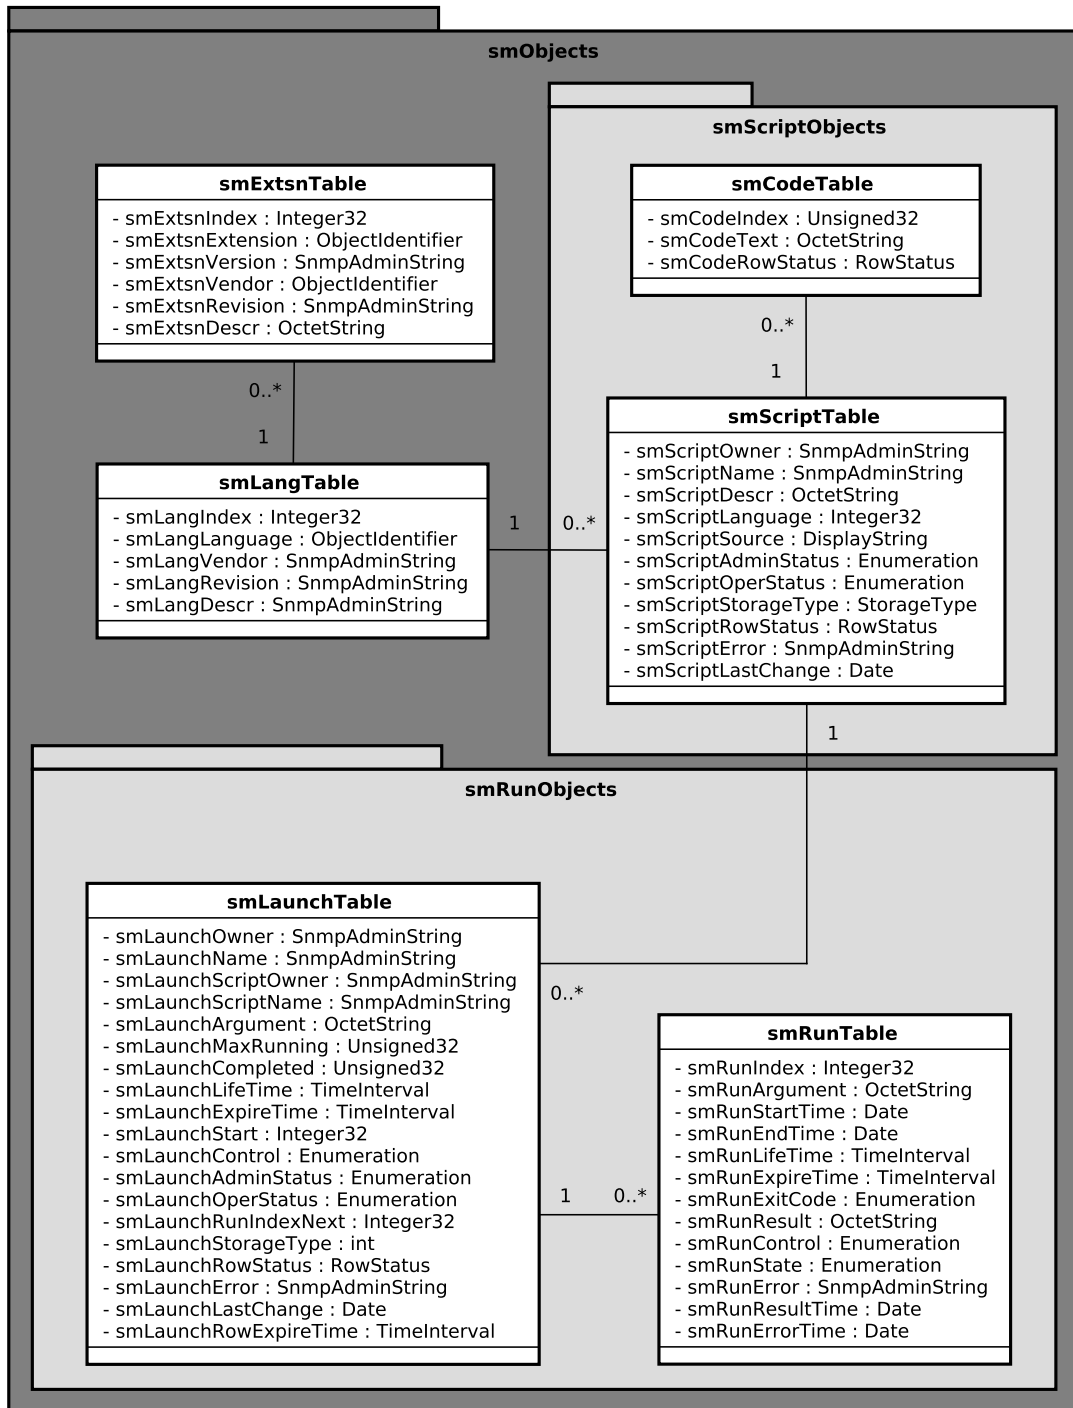 smObjects
smScriptObjects
smExtsnTable
- smExtsnIndex : Integer32
- smExtsnExtension : ObjectIdentifier
- smExtsnVersion : SnmpAdminString
- smExtsnVendor : ObjectIdentifier
- smExtsnRevision : SnmpAdminString
- smExtsnDescr : OctetString
smCodeTable
- smCodeIndex : Unsigned32
- smCodeText : OctetString
- smCodeRowStatus : RowStatus
0..*
1
0..*
1
smLangTable
- smLangIndex : Integer32
- smLangLanguage : ObjectIdentifier
- smLangVendor : SnmpAdminString
- smLangRevision : SnmpAdminString
- smLangDescr : SnmpAdminString
1
0..*
smScriptTable
- smScriptOwner : SnmpAdminString
- smScriptName : SnmpAdminString
- smScriptDescr : OctetString
- smScriptLanguage : Integer32
- smScriptSource : DisplayString
- smScriptAdminStatus : Enumeration
- smScriptOperStatus : Enumeration
- smScriptStorageType : StorageType
- smScriptRowStatus : RowStatus
- smScriptError : SnmpAdminString
- smScriptLastChange : Date
1
smRunObjects
smLaunchTable
- smLaunchOwner : SnmpAdminString
- smLaunchName : SnmpAdminString
- smLaunchScriptOwner : SnmpAdminString
- smLaunchScriptName : SnmpAdminString
- smLaunchArgument : OctetString
- smLaunchMaxRunning : Unsigned32
- smLaunchCompleted : Unsigned32
- smLaunchLifeTime : TimeInterval
- smLaunchExpireTime : TimeInterval
- smLaunchStart : Integer32
- smLaunchControl : Enumeration
- smLaunchAdminStatus : Enumeration
- smLaunchOperStatus : Enumeration
- smLaunchRunIndexNext : Integer32
- smLaunchStorageType : int
- smLaunchRowStatus : RowStatus
- smLaunchError : SnmpAdminString
- smLaunchLastChange : Date
- smLaunchRowExpireTime : TimeInterval
0..*
1
0..*
smRunTable
- smRunIndex : Integer32
- smRunArgument : OctetString
- smRunStartTime : Date
- smRunEndTime : Date
- smRunLifeTime : TimeInterval
- smRunExpireTime : TimeInterval
- smRunExitCode : Enumeration
- smRunResult : OctetString
- smRunControl : Enumeration
- smRunState : Enumeration
- smRunError : SnmpAdminString
- smRunResultTime : Date
- smRunErrorTime : Date